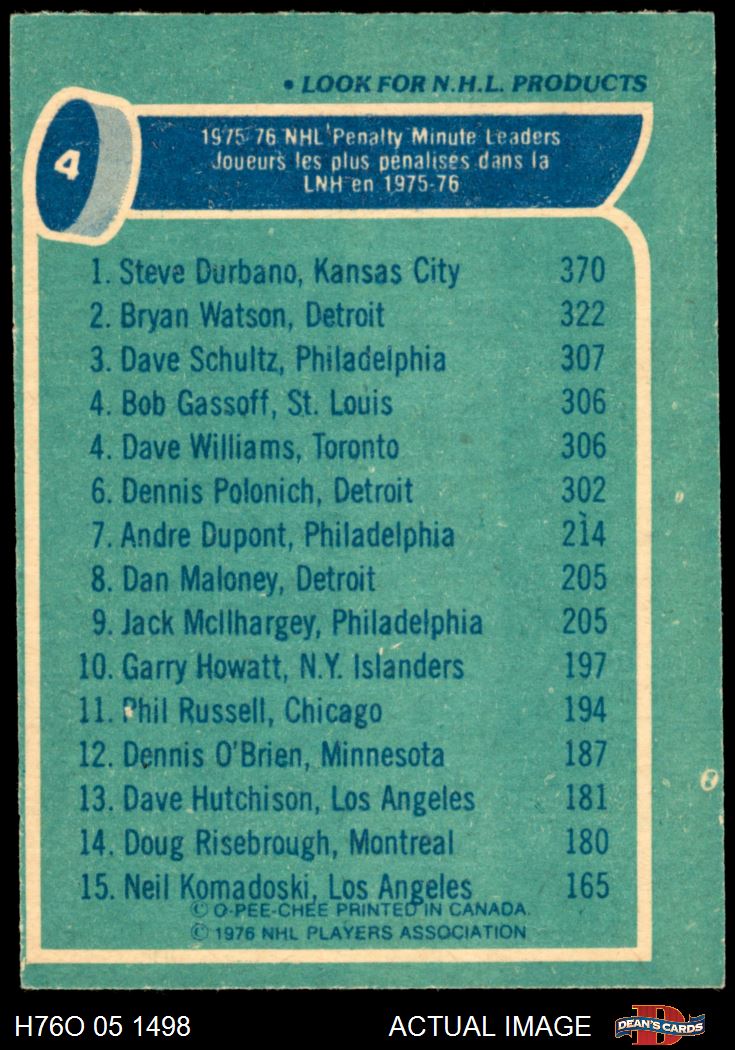 • LOOK FOR N.H.L. PRODUCTS
4
1975-76 NHL Penalty Minute Leaders
Joueurs les plus penalises dans la
LNH en 1975-76
1. Steve Durbano, Kansas City 370
2. Bryan Watson, Detroit 322
3. Dave Schultz, Philadelphia 307
4. Bob Gassoff, St. Louis 306
4. Dave Williams, Toronto 306
6. Dennis Polonich, Detroit 302
7. Andre Dupont, Philadelphia 214
8. Dan Maloney, Detroit 205
9. Jack McIlhargey, Philadelphia 205
10. Garry Howatt, N.Y. Islanders 197
11. Phil Russell, Chicago 194
12. Dennis O'Brien, Minnesota 187
13. Dave Hutchison, Los Angeles 181
14. Doug Risebrough, Montreal 180
15. Neil Komadoski, Los Angeles 165
© O-PEE-CHEE PRINTED IN CANADA.
© 1976 NHL PLAYERS ASSOCIATION
H76O 05 1498 ACTUAL IMAGE DEAN'S CARDS